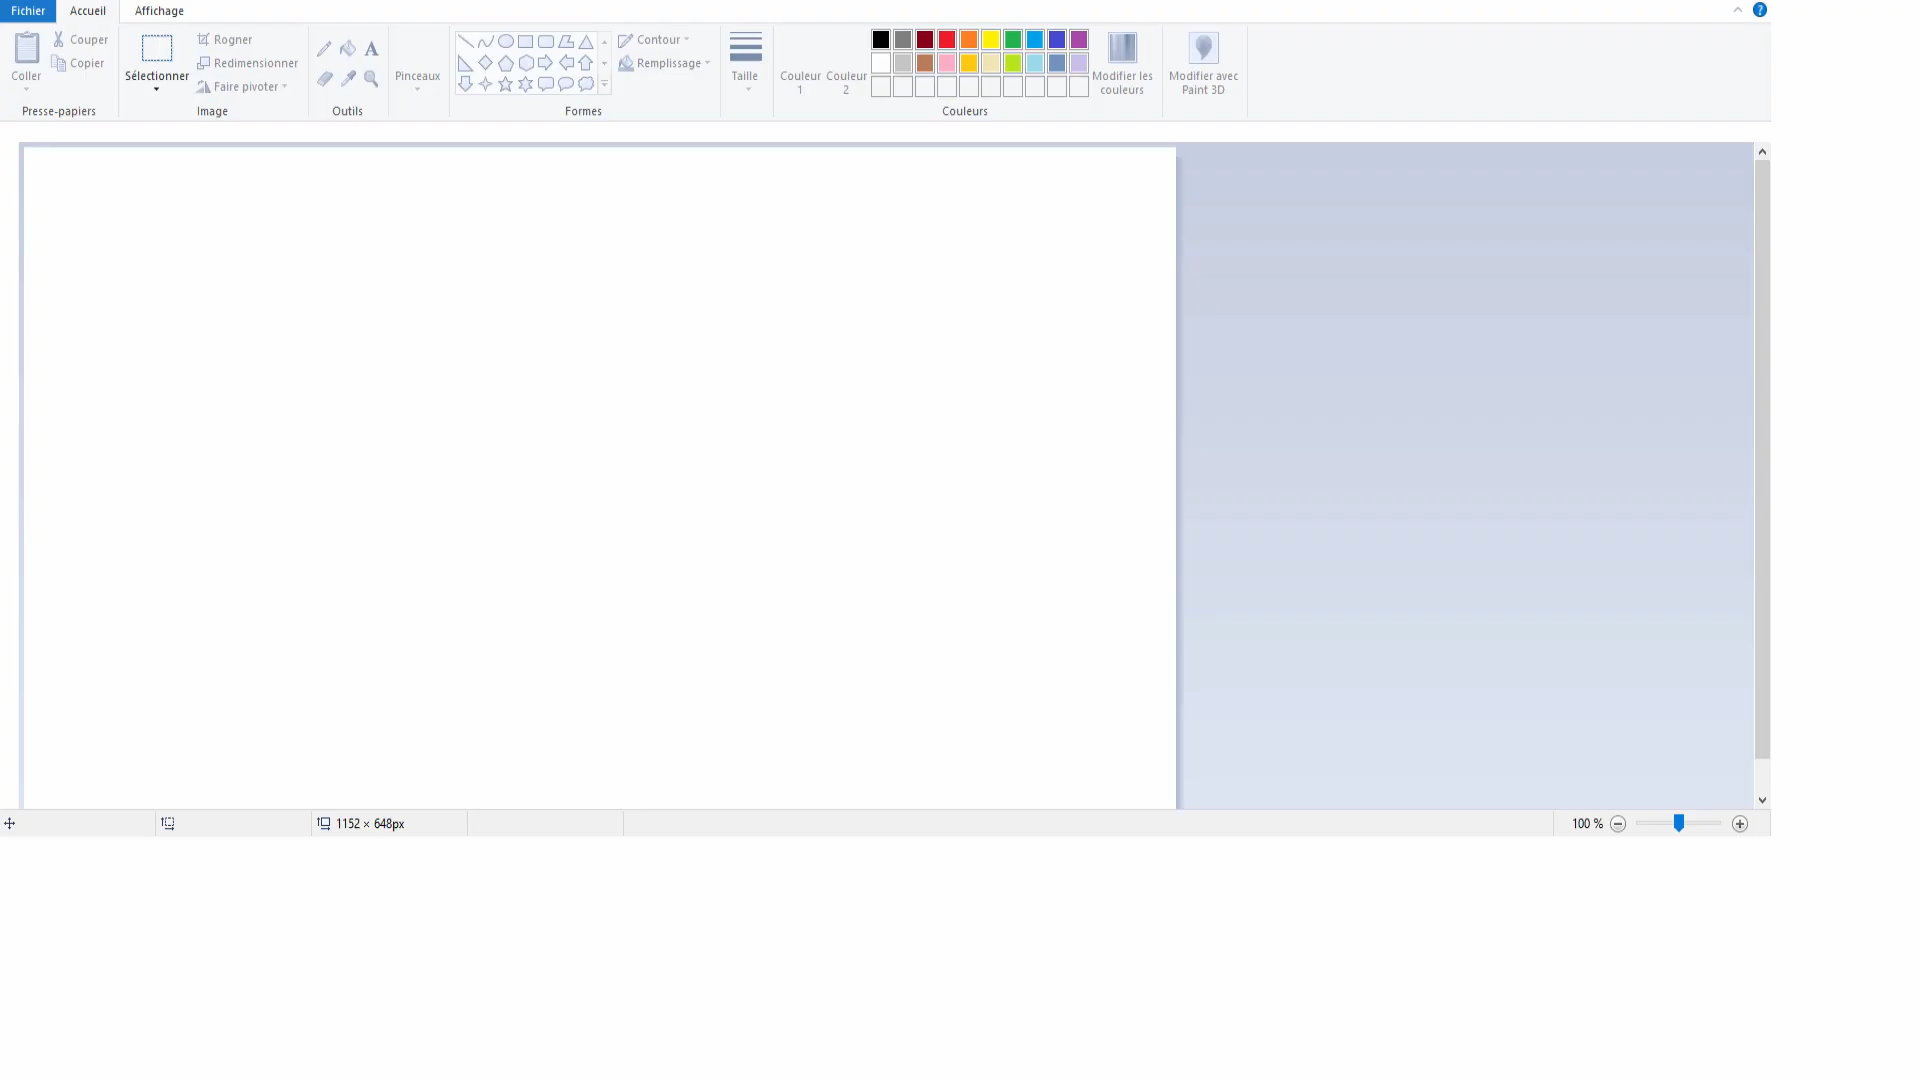 Fichier Accueil Affichage
Coller
Couper
Copier
Presse-papiers
Sélectionner
Rogner
Redimensionner
Faire pivoter
Image
A
Outils
Pinceaux
Contour
Remplissage
Formes
Taille
Couleur
1
Couleur
2
Modifier les
couleurs
Couleurs
Modifier avec
Paint 3D
?
1152 × 648px
100 %